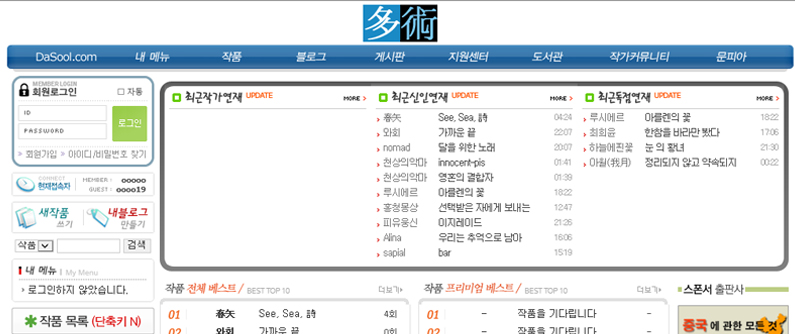 多術
DaSool.com 내 메뉴 작품 블로그 게시판 지원센터 도서관 작가커뮤니티 문피아
MEMBER LOGIN
회원로그인 자동
ID
PASSWORD
로그인
> 회원가입 > 아이디/비밀번호 찾기
CONNECT
현재접속자
MEMBER : 00000
GUEST : 00019
새작품 쓰기
내블로그 만들기
작품 검색
내 메뉴 | My Menu
› 로그인하지 않았습니다.
작품 목록 (단축키 N)
최근작가연재 UPDATE MORE >
최근신인연재 UPDATE MORE >
春矢 See, Sea, 詩 04:24
와회 가까운 끝 22:07
nomad 달을 위한 노래 20:07
천상의악마 innocent-pis 01:41
천상의악마 영혼의 결합자 01:39
루시에르 아를렌의 꽃 18:22
홍청몽상 선택받은 자에게 보내는 12:47
피유웅신 이지레이드 21:26
Alina 우리는 추억으로 남아 16:06
sapial bar 15:19
최근독점연재 UPDATE MORE >
루시에르 아를렌의 꽃 18:22
희희윤 한참을 바라만 봤다 17:06
하늘에핀꽃 눈 의 황녀 21:30
아월(我月) 정리되지 않고 약속되지 00:22
작품 전체 베스트 / BEST TOP 10 더보기
01 春矢 See, Sea, 詩 4회
02 와회 가까운 끝 0회
작품 프리미엄 베스트 / BEST TOP 10 더보기
01 - 작품을 기다립니다 -
02 - 작품을 기다립니다 -
스폰서 출판사
중국에 관한 모든 것